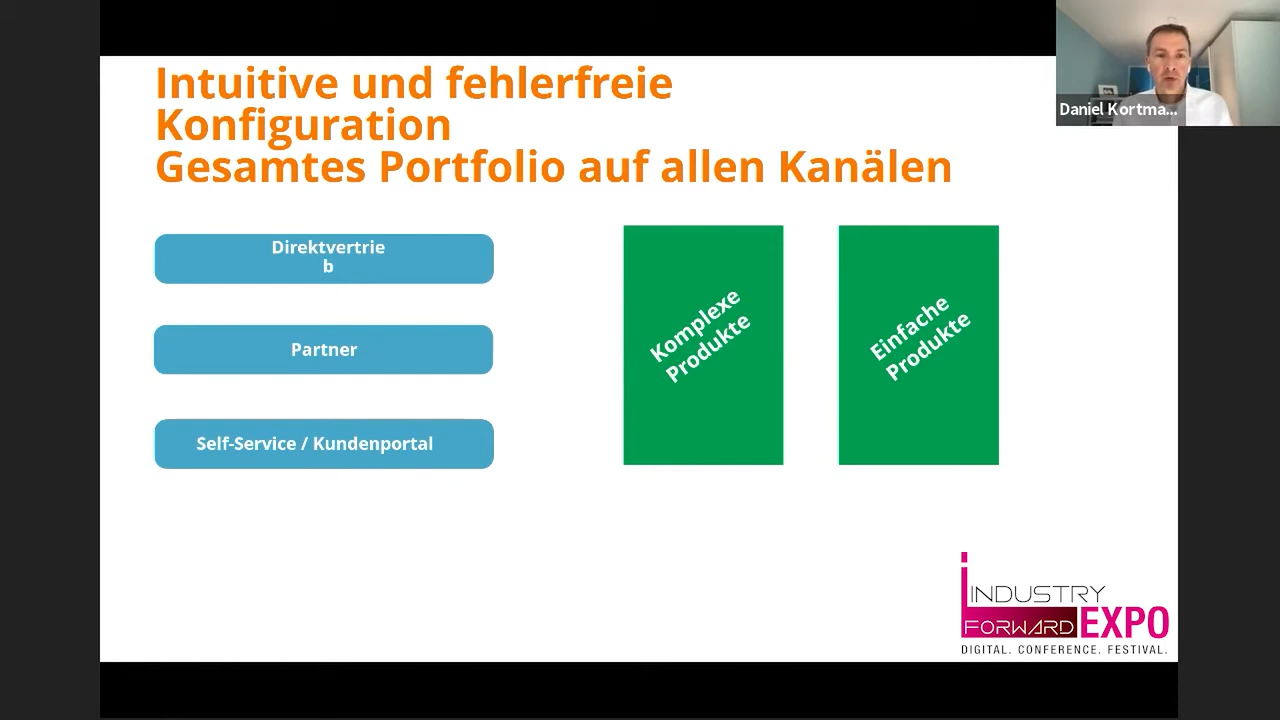 Intuitive und fehlerfreie
Konfiguration
Gesamtes Portfolio auf allen Kanälen
Daniel Kortma...
Direktvertrie
b
Partner
Self-Service / Kundenportal
Komplexe
Produkte
Einfache
Produkte
INDUSTRY
FORWARD EXPO
DIGITAL. CONFERENCE. FESTIVAL.